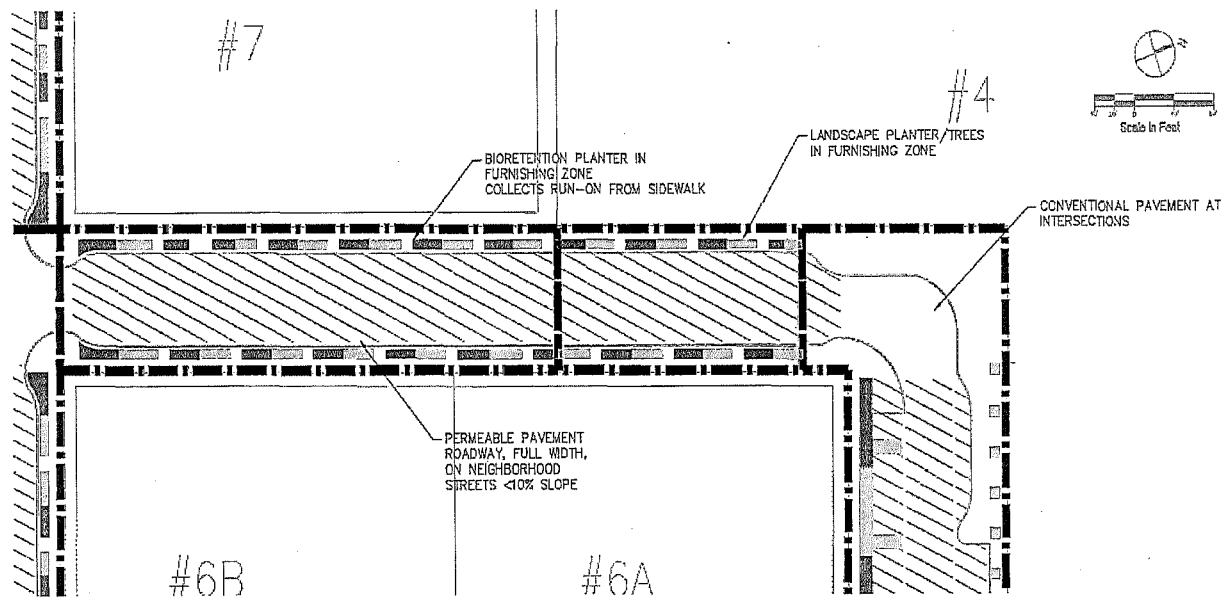 #7
#4
N
Scale in Feet
BIORETENTION PLANTER IN
FURNISHING ZONE
COLLECTS RUN-ON FROM SIDEWALK
LANDSCAPE PLANTER/TREES
IN FURNISHING ZONE
CONVENTIONAL PAVEMENT AT
INTERSECTIONS
PERMEABLE PAVEMENT
ROADWAY, FULL WIDTH,
ON NEIGHBORHOOD
STREETS <10% SLOPE
#6B
#6A